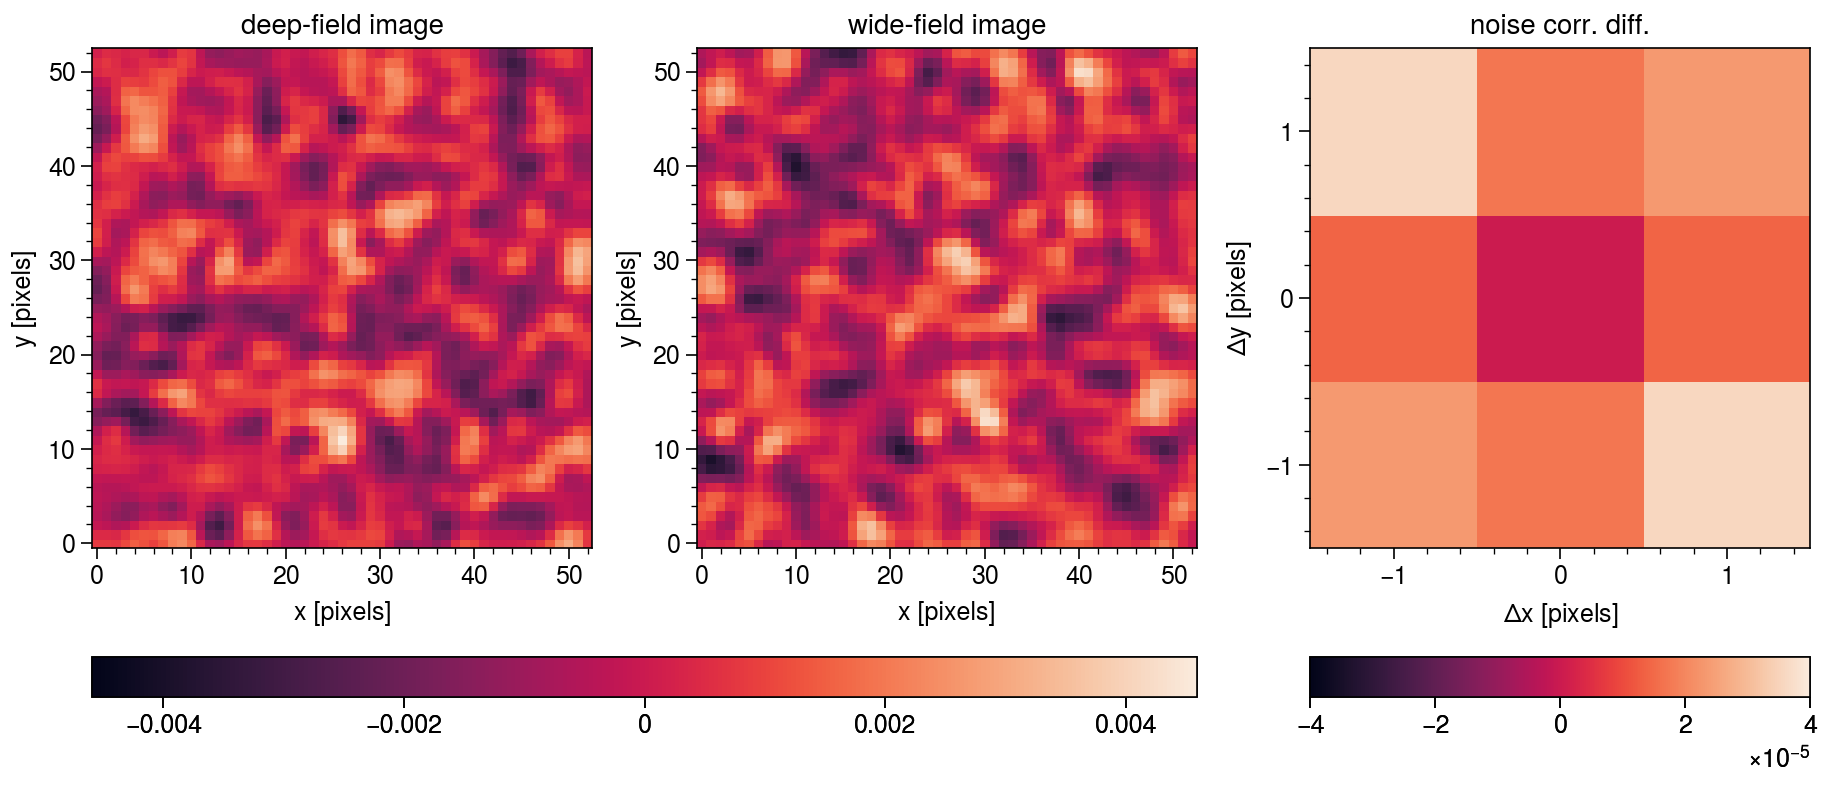 deep-field image
50
40
30
20
10
0
y [pixels]
0 10 20 30 40 50
x [pixels]
wide-field image
50
40
30
20
10
0
y [pixels]
0 10 20 30 40 50
x [pixels]
noise corr. diff.
1
0
−1
Δy [pixels]
−1 0 1
Δx [pixels]
−0.004 −0.002 0 0.002 0.004
−4 −2 0 2 4
×10⁻⁵